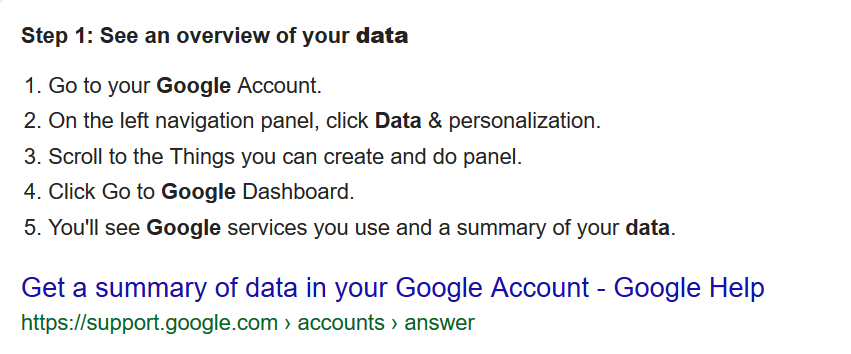 Step 1: See an overview of your data
1. Go to your Google Account.
2. On the left navigation panel, click Data & personalization.
3. Scroll to the Things you can create and do panel.
4. Click Go to Google Dashboard.
5. You'll see Google services you use and a summary of your data.
Get a summary of data in your Google Account - Google Help
https://support.google.com › accounts › answer